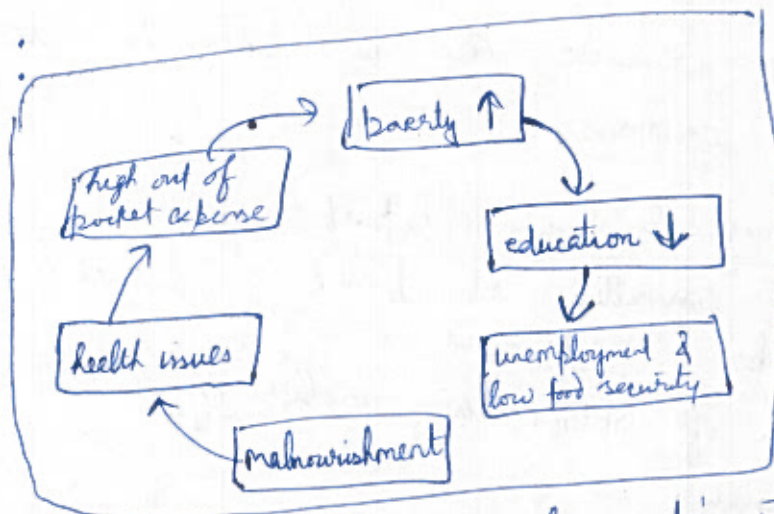 poverty ↑
high out of
pocket expense
education ↓
health issues
unemployment &
low food security
malnourishment